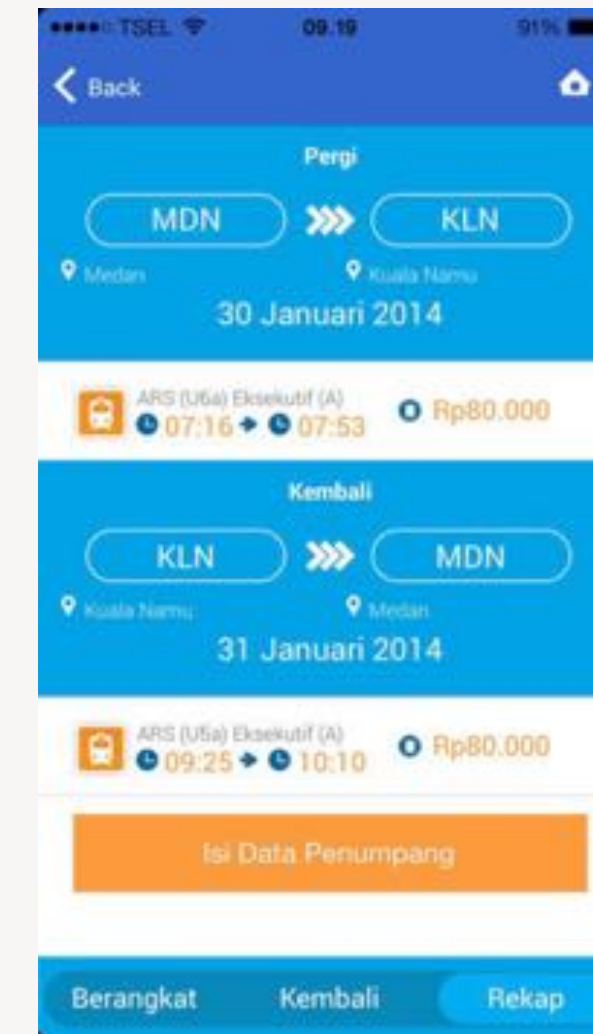 TSEL 09.19 91%
Back
Pergi
MDN KLN
Medan Kuala Namu
30 Januari 2014
ARS (U6a) Eksekutif (A)
07:16 07:53 Rp80.000
Kembali
KLN MDN
Kuala Namu Medan
31 Januari 2014
ARS (U5a) Eksekutif (A)
09:25 10:10 Rp80.000
Isi Data Penumpang
Berangkat Kembali Rekap